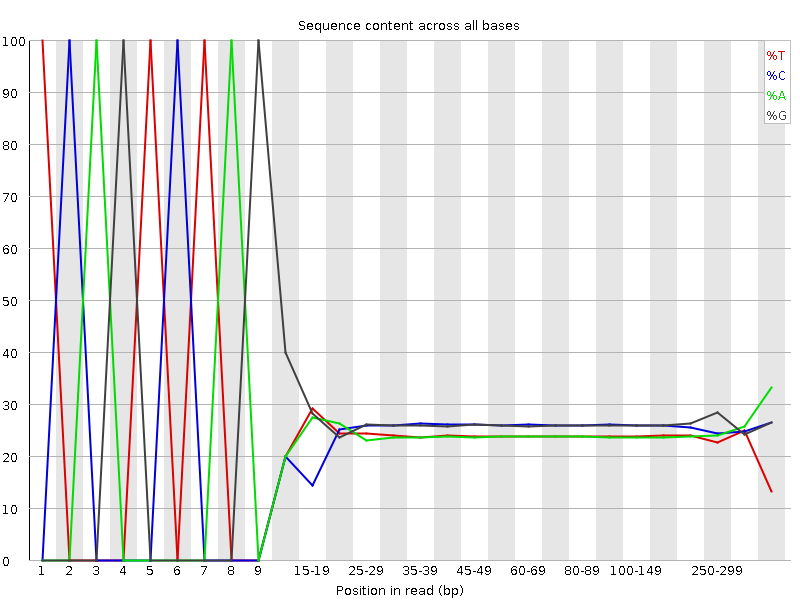 Sequence content across all bases
100
90
80
70
60
50
40
30
20
10
0
%T
%C
%A
%G
1 2 3 4 5 6 7 8 9 15-19 25-29 35-39 45-49 60-69 80-89 100-149 250-299
Position in read (bp)